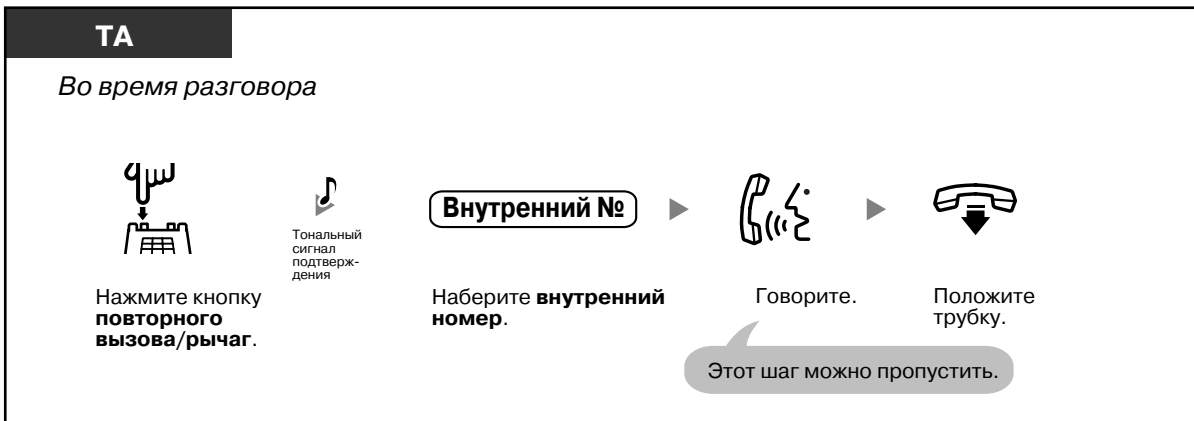 ТА
Во время разговора
Тональный
сигнал
подтверж-
дения
Внутренний №
Нажмите кнопку
повторного
вызова/рычаг.
Наберите внутренний
номер.
Говорите.
Положите
трубку.
Этот шаг можно пропустить.